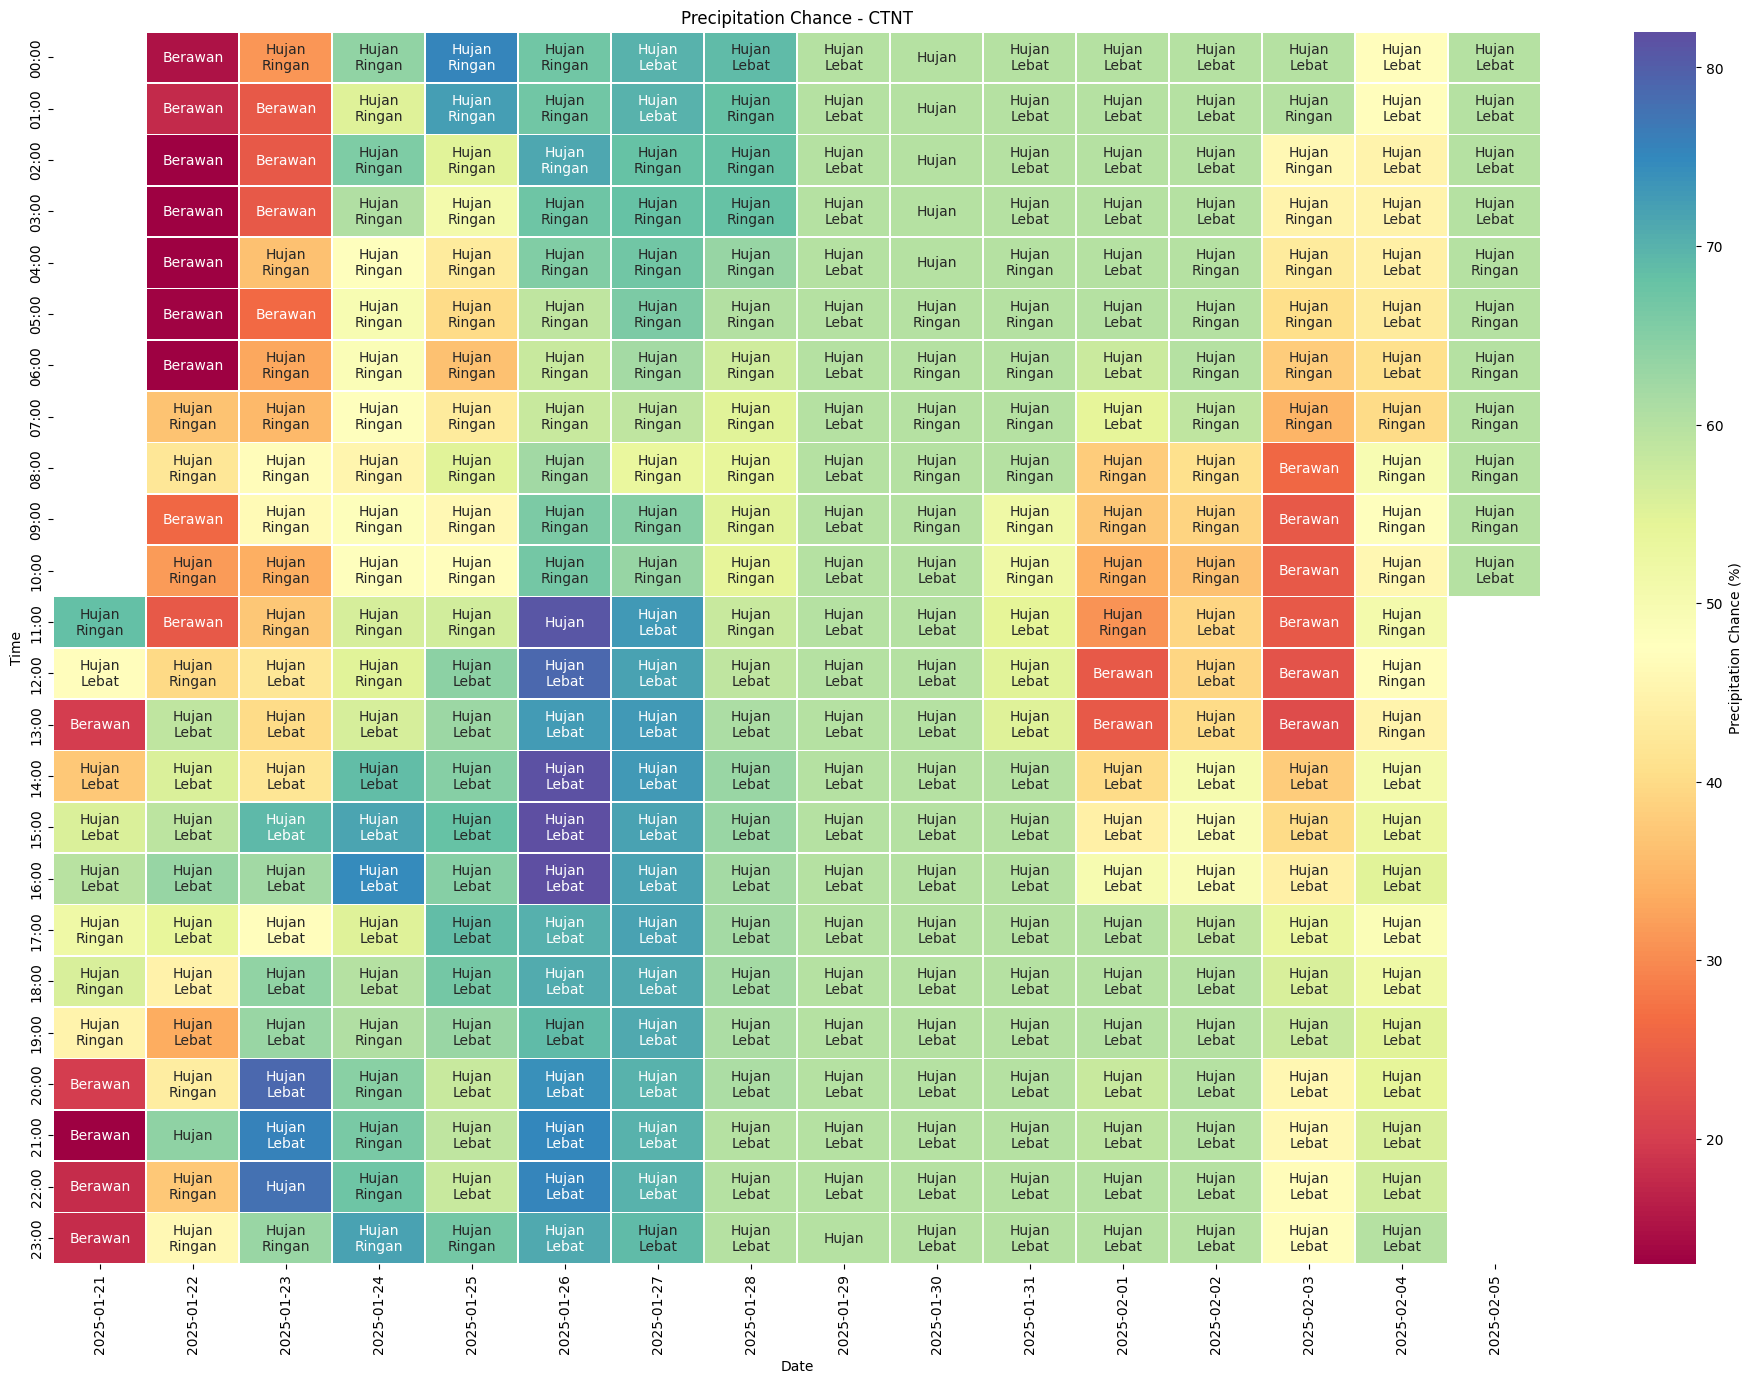 Precipitation Chance - CTNT
00:00 Berawan Hujan Ringan Hujan Ringan Hujan Ringan Hujan Ringan Hujan Lebat Hujan Lebat Hujan Lebat Hujan Hujan Lebat Hujan Lebat Hujan Lebat Hujan Lebat Hujan Lebat Hujan Lebat
01:00 Berawan Berawan Hujan Ringan Hujan Ringan Hujan Ringan Hujan Lebat Hujan Ringan Hujan Lebat Hujan Hujan Lebat Hujan Lebat Hujan Lebat Hujan Ringan Hujan Lebat Hujan Lebat
02:00 Berawan Berawan Hujan Ringan Hujan Ringan Hujan Ringan Hujan Ringan Hujan Ringan Hujan Lebat Hujan Hujan Lebat Hujan Lebat Hujan Lebat Hujan Ringan Hujan Lebat Hujan Lebat
03:00 Berawan Berawan Hujan Ringan Hujan Ringan Hujan Ringan Hujan Ringan Hujan Ringan Hujan Lebat Hujan Hujan Lebat Hujan Lebat Hujan Lebat Hujan Ringan Hujan Lebat Hujan Lebat
04:00 Berawan Hujan Ringan Hujan Ringan Hujan Ringan Hujan Ringan Hujan Ringan Hujan Ringan Hujan Lebat Hujan Hujan Ringan Hujan Lebat Hujan Ringan Hujan Ringan Hujan Lebat Hujan Ringan
05:00 Berawan Berawan Hujan Ringan Hujan Ringan Hujan Ringan Hujan Ringan Hujan Ringan Hujan Lebat Hujan Ringan Hujan Ringan Hujan Lebat Hujan Ringan Hujan Ringan Hujan Lebat Hujan Ringan
06:00 Berawan Hujan Ringan Hujan Ringan Hujan Ringan Hujan Ringan Hujan Ringan Hujan Ringan Hujan Lebat Hujan Ringan Hujan Ringan Hujan Lebat Hujan Ringan Hujan Ringan Hujan Lebat Hujan Ringan
07:00 Hujan Ringan Hujan Ringan Hujan Ringan Hujan Ringan Hujan Ringan Hujan Ringan Hujan Ringan Hujan Lebat Hujan Ringan Hujan Ringan Hujan Lebat Hujan Ringan Hujan Ringan Hujan Ringan Hujan Ringan
08:00 Hujan Ringan Hujan Ringan Hujan Ringan Hujan Ringan Hujan Ringan Hujan Ringan Hujan Ringan Hujan Lebat Hujan Ringan Hujan Ringan Hujan Ringan Hujan Ringan Berawan Hujan Ringan Hujan Ringan
09:00 Berawan Hujan Ringan Hujan Ringan Hujan Ringan Hujan Ringan Hujan Ringan Hujan Ringan Hujan Lebat Hujan Ringan Hujan Ringan Hujan Ringan Hujan Ringan Berawan Hujan Ringan Hujan Ringan
10:00 Hujan Ringan Hujan Ringan Hujan Ringan Hujan Ringan Hujan Ringan Hujan Ringan Hujan Ringan Hujan Lebat Hujan Lebat Hujan Ringan Hujan Ringan Hujan Ringan Berawan Hujan Ringan Hujan Lebat
11:00 Hujan Ringan Berawan Hujan Ringan Hujan Ringan Hujan Ringan Hujan Hujan Lebat Hujan Ringan Hujan Lebat Hujan Lebat Hujan Lebat Hujan Ringan Hujan Lebat Berawan Hujan Ringan
12:00 Hujan Lebat Hujan Ringan Hujan Lebat Hujan Ringan Hujan Lebat Hujan Lebat Hujan Lebat Hujan Lebat Hujan Lebat Hujan Lebat Hujan Lebat Berawan Hujan Lebat Berawan Hujan Ringan
13:00 Berawan Hujan Lebat Hujan Lebat Hujan Lebat Hujan Lebat Hujan Lebat Hujan Lebat Hujan Lebat Hujan Lebat Hujan Lebat Hujan Lebat Berawan Hujan Lebat Berawan Hujan Ringan
14:00 Hujan Lebat Hujan Lebat Hujan Lebat Hujan Lebat Hujan Lebat Hujan Lebat Hujan Lebat Hujan Lebat Hujan Lebat Hujan Lebat Hujan Lebat Hujan Lebat Hujan Lebat Hujan Lebat Hujan Lebat
15:00 Hujan Lebat Hujan Lebat Hujan Lebat Hujan Lebat Hujan Lebat Hujan Lebat Hujan Lebat Hujan Lebat Hujan Lebat Hujan Lebat Hujan Lebat Hujan Lebat Hujan Lebat Hujan Lebat Hujan Lebat
16:00 Hujan Lebat Hujan Lebat Hujan Lebat Hujan Lebat Hujan Lebat Hujan Lebat Hujan Lebat Hujan Lebat Hujan Lebat Hujan Lebat Hujan Lebat Hujan Lebat Hujan Lebat Hujan Lebat Hujan Lebat
17:00 Hujan Ringan Hujan Lebat Hujan Lebat Hujan Lebat Hujan Lebat Hujan Lebat Hujan Lebat Hujan Lebat Hujan Lebat Hujan Lebat Hujan Lebat Hujan Lebat Hujan Lebat Hujan Lebat Hujan Lebat
18:00 Hujan Ringan Hujan Lebat Hujan Lebat Hujan Lebat Hujan Lebat Hujan Lebat Hujan Lebat Hujan Lebat Hujan Lebat Hujan Lebat Hujan Lebat Hujan Lebat Hujan Lebat Hujan Lebat Hujan Lebat
19:00 Hujan Ringan Hujan Lebat Hujan Lebat Hujan Ringan Hujan Lebat Hujan Lebat Hujan Lebat Hujan Lebat Hujan Lebat Hujan Lebat Hujan Lebat Hujan Lebat Hujan Lebat Hujan Lebat Hujan Lebat
20:00 Berawan Hujan Ringan Hujan Lebat Hujan Ringan Hujan Lebat Hujan Lebat Hujan Lebat Hujan Lebat Hujan Lebat Hujan Lebat Hujan Lebat Hujan Lebat Hujan Lebat Hujan Lebat Hujan Lebat
21:00 Berawan Hujan Hujan Lebat Hujan Ringan Hujan Lebat Hujan Lebat Hujan Lebat Hujan Lebat Hujan Lebat Hujan Lebat Hujan Lebat Hujan Lebat Hujan Lebat Hujan Lebat Hujan Lebat
22:00 Berawan Hujan Ringan Hujan Hujan Ringan Hujan Lebat Hujan Lebat Hujan Lebat Hujan Lebat Hujan Lebat Hujan Lebat Hujan Lebat Hujan Lebat Hujan Lebat Hujan Lebat Hujan Lebat
23:00 Berawan Hujan Ringan Hujan Ringan Hujan Ringan Hujan Ringan Hujan Lebat Hujan Lebat Hujan Lebat Hujan Hujan Lebat Hujan Lebat Hujan Lebat Hujan Lebat Hujan Lebat Hujan Lebat
Time
2025-01-21 2025-01-22 2025-01-23 2025-01-24 2025-01-25 2025-01-26 2025-01-27 2025-01-28 2025-01-29 2025-01-30 2025-01-31 2025-02-01 2025-02-02 2025-02-03 2025-02-04 2025-02-05
Date
80
70
60
50
40
30
20
Precipitation Chance (%)